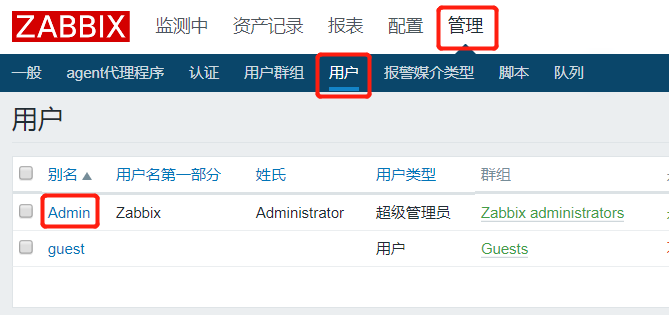 ZABBIX 监测中 资产记录 报表 配置 管理
一般 agent代理程序 认证 用户群组 用户 报警媒介类型 脚本 队列
用户
别名 用户名第一部分 姓氏 用户类型 群组
Admin Zabbix Administrator 超级管理员 Zabbix administrators
guest 用户 Guests